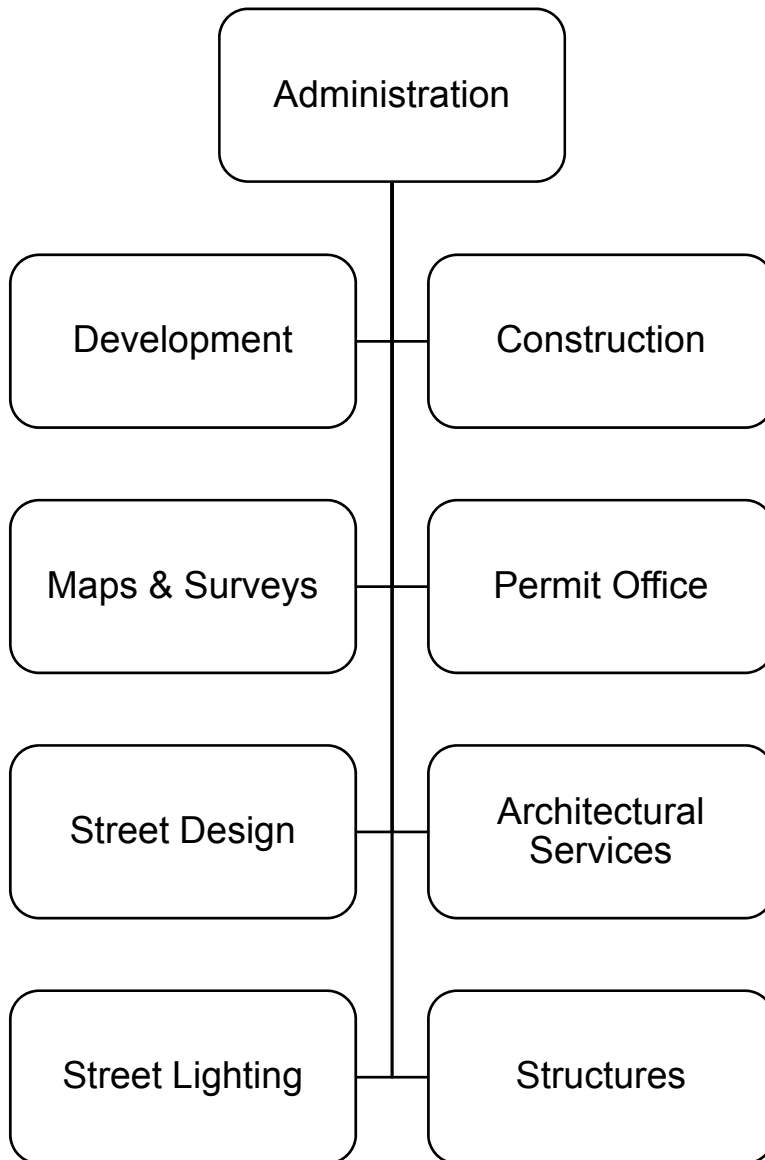 Administration
Development
Construction
Maps & Surveys
Permit Office
Street Design
Architectural
Services
Street Lighting
Structures